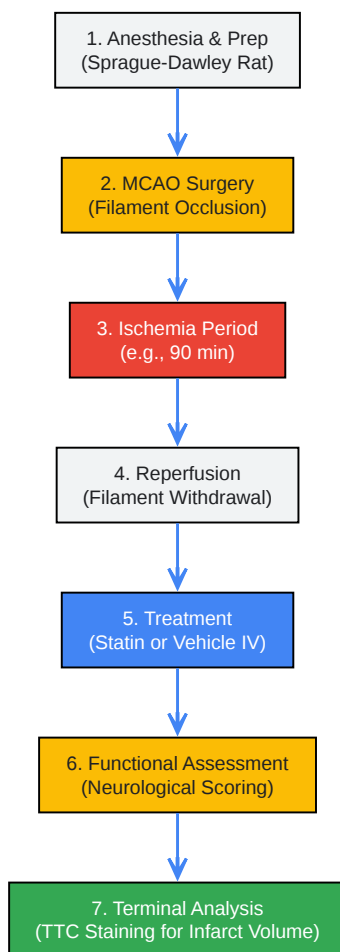 1. Anesthesia & Prep
(Sprague-Dawley Rat)
2. MCAO Surgery
(Filament Occlusion)
3. Ischemia Period
(e.g., 90 min)
4. Reperfusion
(Filament Withdrawal)
5. Treatment
(Statin or Vehicle IV)
6. Functional Assessment
(Neurological Scoring)
7. Terminal Analysis
(TTC Staining for Infarct Volume)